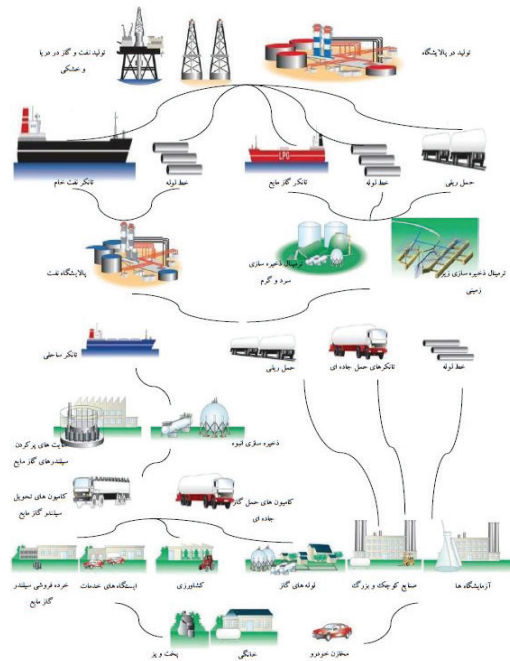 تولید در پالایشگاه
تولید نفت و گاز در دریا
و خشکی
حمل ریلی
خط لوله
تانکر گاز مایع
LPG
خط لوله
تانکر نفت خام
ترمینال ذخیره سازی زیر
زمینی
ترمینال ذخیره سازی
سرد و گرم
پالایشگاه نفت
خط لوله
تانکرهای حمل جاده ای
حمل ریلی
تانکر ساحلی
ذخیره سازی انبوه
سایت های پر کردن
سیلندرهای گاز مایع
کامیون های حمل گاز
جاده ای
کامیون های تحویل
سیلندر گاز مایع
آزمایشگاه ها
صنایع کوچک و بزرگ
لوله های گاز
کشاورزی
ایستگاه های خدمات
خرده فروشی سیلندر
گاز مایع
مخازن خودرو
خانگی
پخت و پز